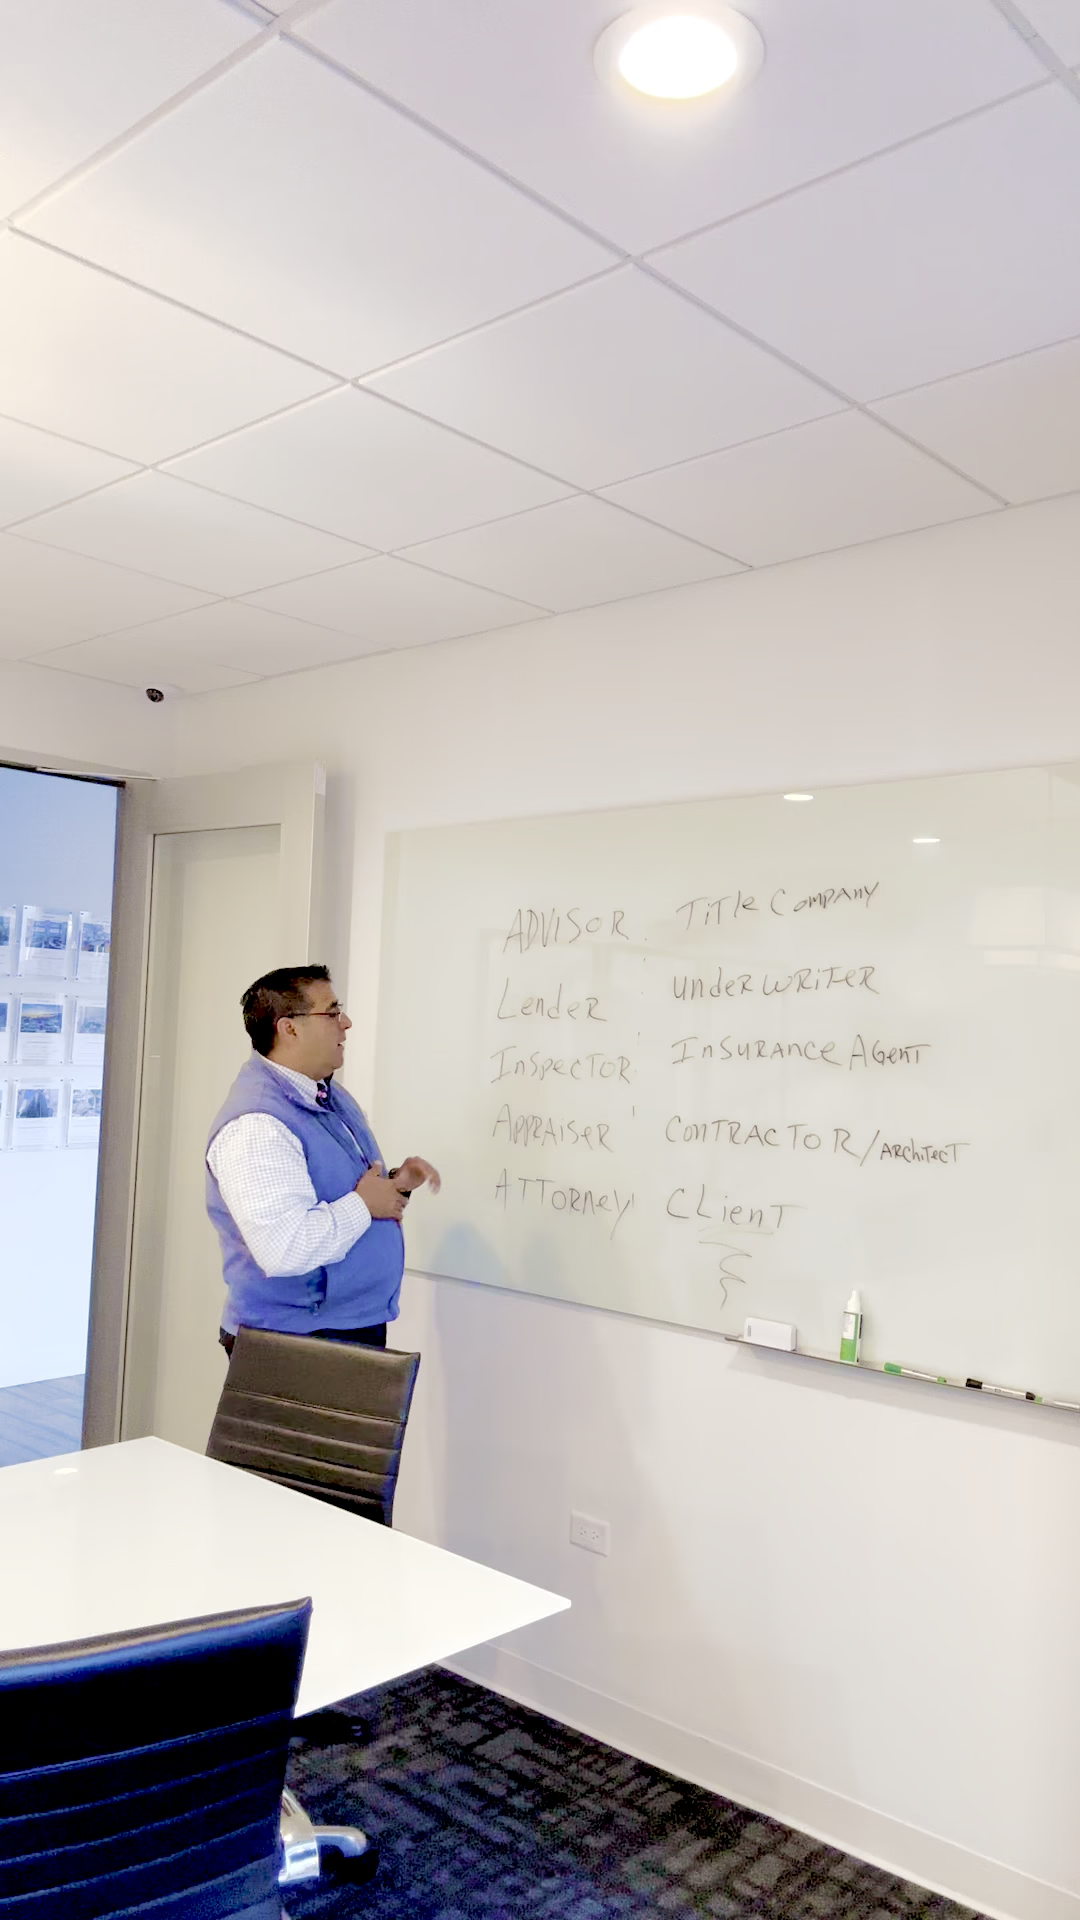 ADVISOR
Lender
Inspector
Appraiser
Attorney
Title Company
underwriter
Insurance Agent
Contractor/Architect
Client